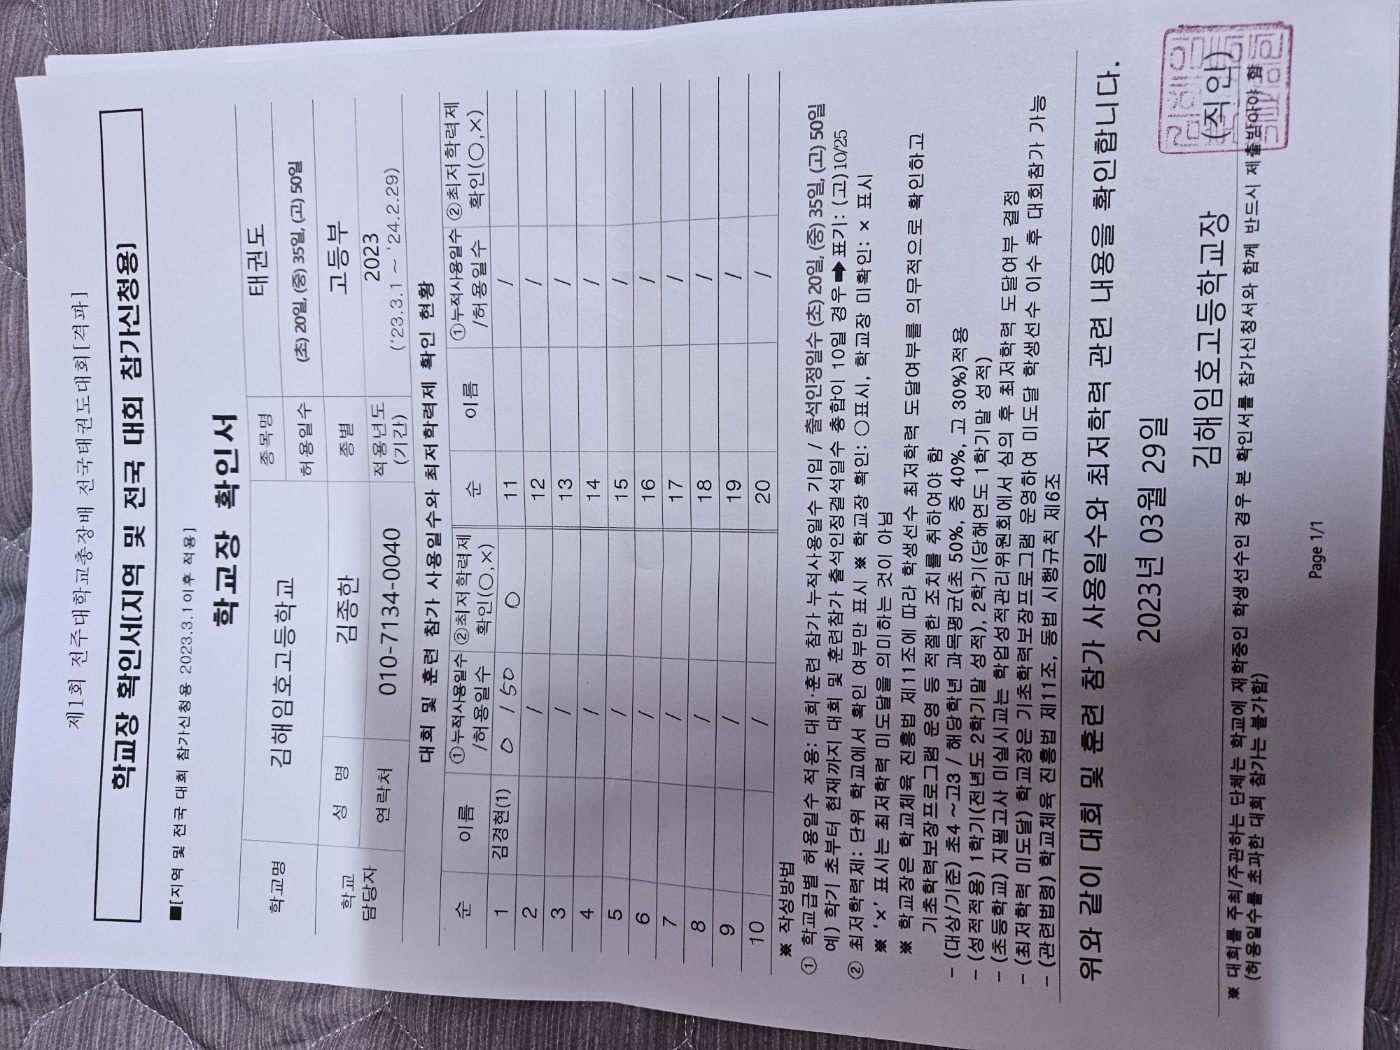 제1회 전주대학교총장배 전국태권도대회[격파]
학교장 확인서(지역 및 전국 대회 참가신청용)
■[지역 및 전국 대회 참가신청용 2023.3.1이후 적용]
학교장 확인서
학교명 김해임호고등학교 종목명 태권도
허용일수 (초) 20일, (중) 35일, (고) 50일
학교 담당자 성 명 김종한 종별 고등부
연락처 010-7134-0040 적용년도 (기간) 2023 ('23.3.1 ~ '24.2.29)
대회 및 훈련 참가 사용일수와 최저학력제 확인 현황
순 이름 ①누적사용일수 /허용일수 ②최저학력제 확인(○,×) 순 이름 ①누적사용일수 /허용일수 ②최저학력제 확인(○,×)
1 김경현(1) 0 / 50 ○ 11 /
2 / 12 /
3 / 13 /
4 / 14 /
5 / 15 /
6 / 16 /
7 / 17 /
8 / 18 /
9 / 19 /
10 / 20 /
※ 작성방법
① 학교급별 허용일수 적용: 대회·훈련 참가 누적사용일수 기입 / 출석인정일수 (초) 20일, (중) 35일, (고) 50일
예) 학기 초부터 현재까지 대회 및 훈련참가 출석인정결석일수 총합이 10일 경우 ➡ 표기: (고) 10/25
② 최저학력제: 단위 학교에서 확인 여부만 표시 ※ 학교장 확인: ○표시, 학교장 미확인: × 표시
※ '×' 표시는 최저학력 미도달을 의미하는 것이 아님
※ 학교장은 학교체육 진흥법 제11조에 따라 학생선수 최저학력 도달여부를 의무적으로 확인하고
기초학력보장프로그램 운영 등 적절한 조치를 취하여야 함
- (대상/기준) 초4 ~고3 / 해당학년 과목평균(초 50%, 중 40%, 고 30%)적용
- (성적적용) 1학기(전년도 2학기말 성적), 2학기(당해연도 1학기말 성적)
- (초등학교) 지필고사 미실시교는 학업성적관리위원회에서 심의 후 최저학력 도달여부 결정
- (최저학력 미도달) 학교장은 기초학력보장프로그램 운영하여 미도달 학생선수 이수 후 대회참가 가능
- (관련법령) 학교체육 진흥법 제11조, 동법 시행규칙 제6조
위와 같이 대회 및 훈련 참가 사용일수와 최저학력 관련 내용을 확인합니다.
2023년 03월 29일
김해임호고등학교장 (직인)
※ 대회를 주최/주관하는 단체는 학교에 재학중인 학생선수인 경우 본 확인서를 참가신청서와 함께 반드시 제출받아야 함
(허용일수를 초과한 대회 참가는 불가함)
Page 1/1